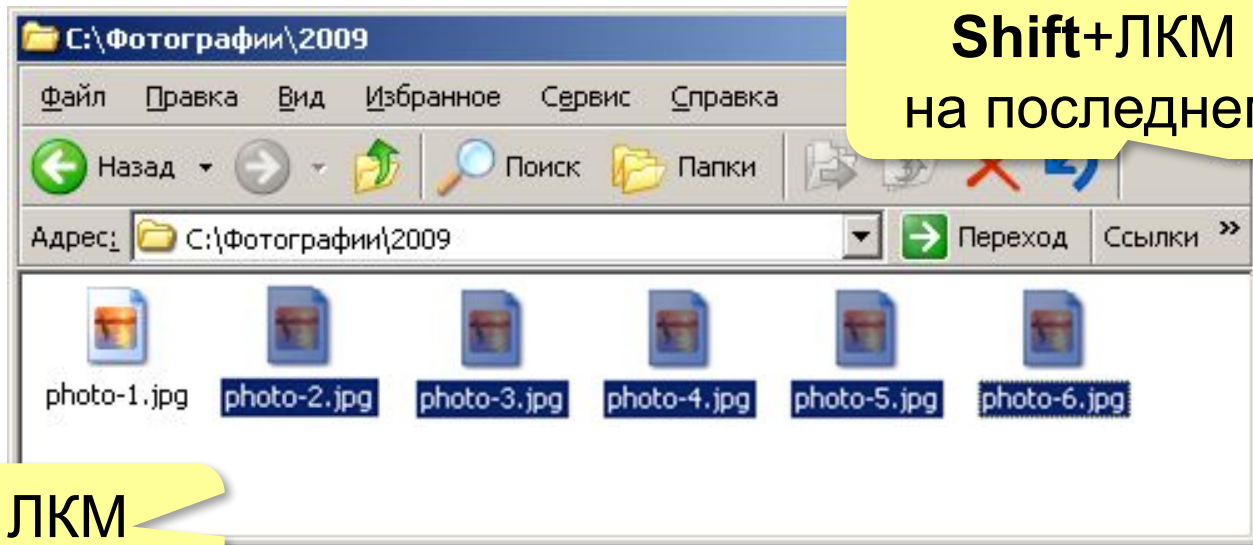 C:\Фотографии\2009
Shift+ЛКМ
на последнем
Файл Правка Вид Избранное Сервис Справка
Назад Поиск Папки
Адрес: C:\Фотографии\2009 Переход Ссылки »
photo-1.jpg photo-2.jpg photo-3.jpg photo-4.jpg photo-5.jpg photo-6.jpg
ЛКМ